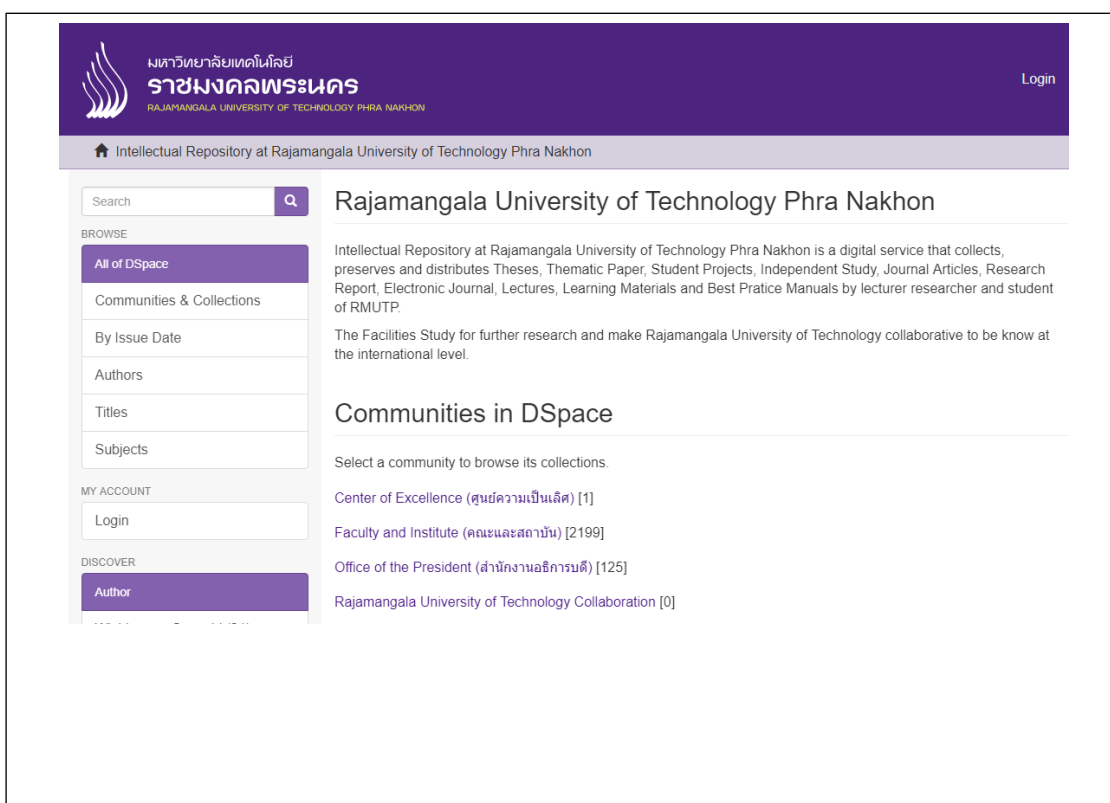 มหาวิทยาลัยเทคโนโลยี
ราชมงคลพระนคร
RAJAMANGALA UNIVERSITY OF TECHNOLOGY PHRA NAKHON
Login
Intellectual Repository at Rajamangala University of Technology Phra Nakhon
Search
BROWSE
All of DSpace
Communities & Collections
By Issue Date
Authors
Titles
Subjects
MY ACCOUNT
Login
DISCOVER
Author
Rajamangala University of Technology Phra Nakhon
Intellectual Repository at Rajamangala University of Technology Phra Nakhon is a digital service that collects,
preserves and distributes Theses, Thematic Paper, Student Projects, Independent Study, Journal Articles, Research
Report, Electronic Journal, Lectures, Learning Materials and Best Pratice Manuals by lecturer researcher and student
of RMUTP.
The Facilities Study for further research and make Rajamangala University of Technology collaborative to be know at
the international level.
Communities in DSpace
Select a community to browse its collections.
Center of Excellence (ศูนย์ความเป็นเลิศ) [1]
Faculty and Institute (คณะและสถาบัน) [2199]
Office of the President (สำนักงานอธิการบดี) [125]
Rajamangala University of Technology Collaboration [0]